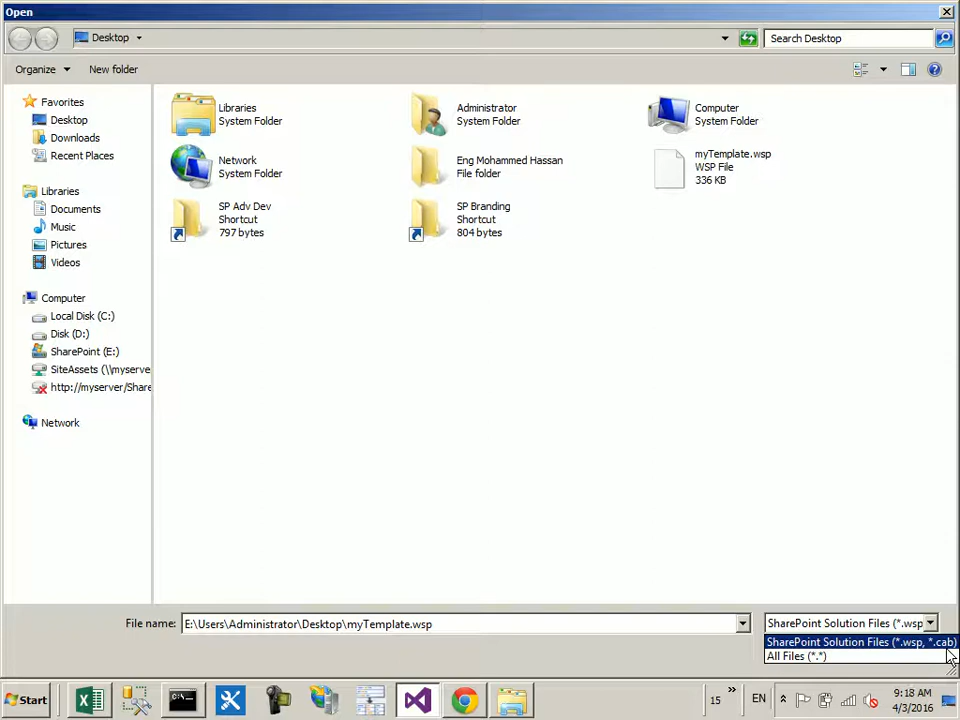 Open
Desktop
Search Desktop
Organize
New folder
Favorites
Desktop
Downloads
Recent Places
Libraries
Documents
Music
Pictures
Videos
Computer
Local Disk (C:)
Disk (D:)
SharePoint (E:)
SiteAssets (\\myserve
http://myserver/Share
Network
Libraries
System Folder
Administrator
System Folder
Computer
System Folder
Network
System Folder
Eng Mohammed Hassan
File folder
myTemplate.wsp
WSP File
336 KB
SP Adv Dev
Shortcut
797 bytes
SP Branding
Shortcut
804 bytes
File name:
E:\Users\Administrator\Desktop\myTemplate.wsp
SharePoint Solution Files (*.wsp
SharePoint Solution Files (*.wsp, *.cab)
All Files (*.*)
Start
15
EN
9:18 AM
4/3/2016